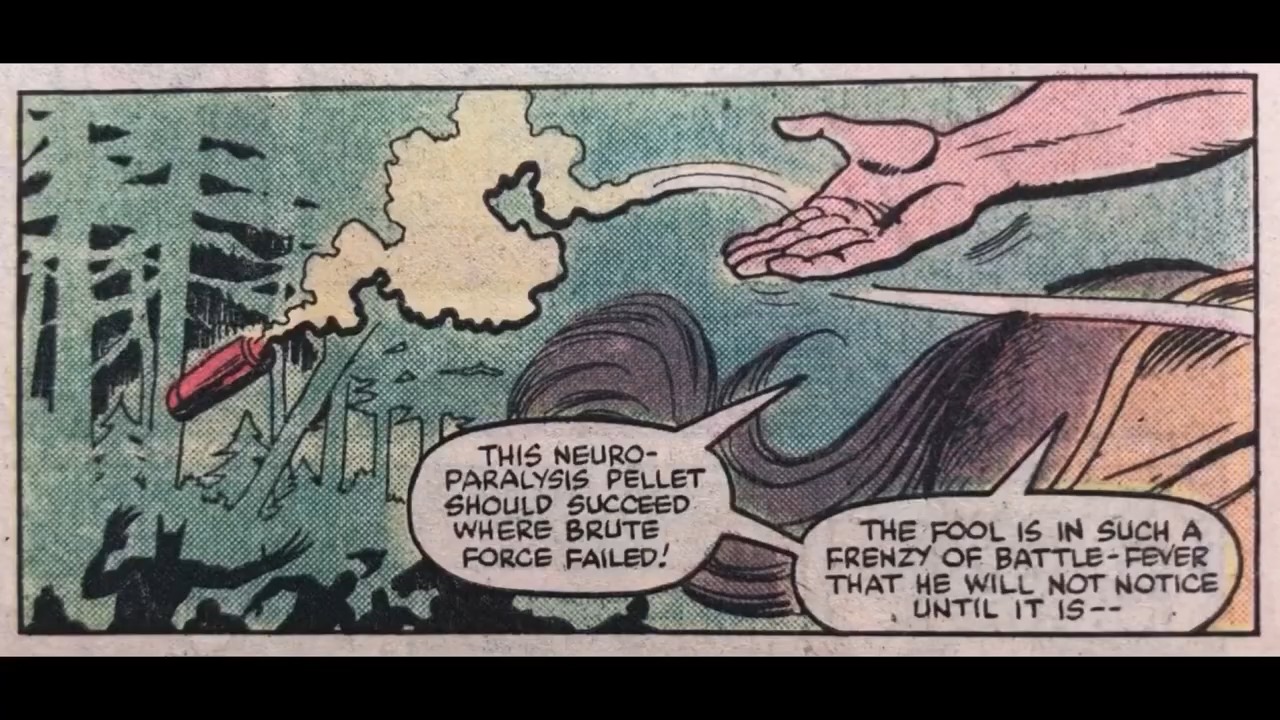 THIS NEURO-
PARALYSIS PELLET
SHOULD SUCCEED
WHERE BRUTE
FORCE FAILED!
THE FOOL IS IN SUCH A
FRENZY OF BATTLE-FEVER
THAT HE WILL NOT NOTICE
UNTIL IT IS--